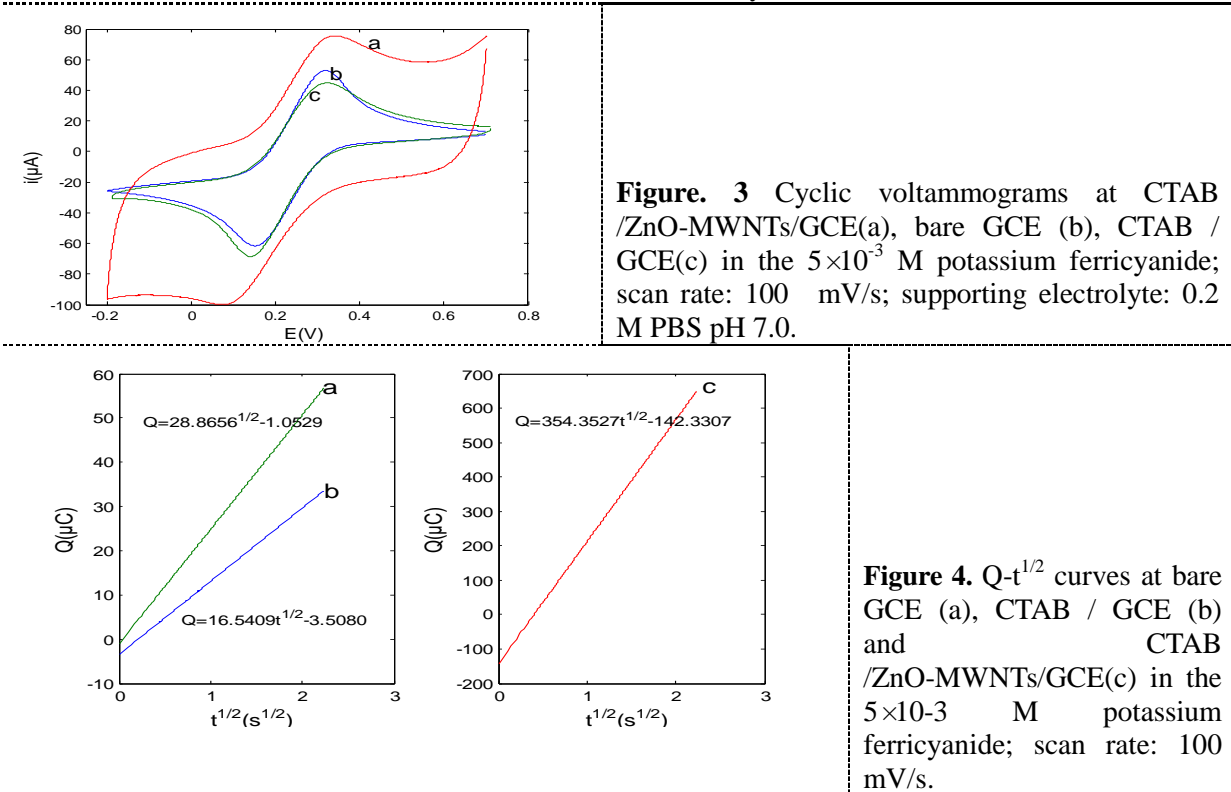 80
60
40
20
0
-20
-40
-60
-80
-100
i(µA)
a
b
c
-0.2 0 0.2 0.4 0.6 0.8
E(V)
Figure. 3 Cyclic voltammograms at CTAB
/ZnO-MWNTs/GCE(a), bare GCE (b), CTAB /
GCE(c) in the 5×10-3 M potassium ferricyanide;
scan rate: 100 mV/s; supporting electrolyte: 0.2
M PBS pH 7.0.
60
50
40
30
20
10
0
-10
Q(µC)
a
Q=28.86561/2-1.0529
b
Q=16.5409t1/2-3.5080
0 1 2 3
t1/2(s1/2)
700
600
500
400
300
200
100
0
-100
-200
Q(µC)
c
Q=354.3527t1/2-142.3307
0 1 2 3
t1/2(s1/2)
Figure 4. Q-t1/2 curves at bare
GCE (a), CTAB / GCE (b)
and CTAB
/ZnO-MWNTs/GCE(c) in the
5×10-3 M potassium
ferricyanide; scan rate: 100
mV/s.